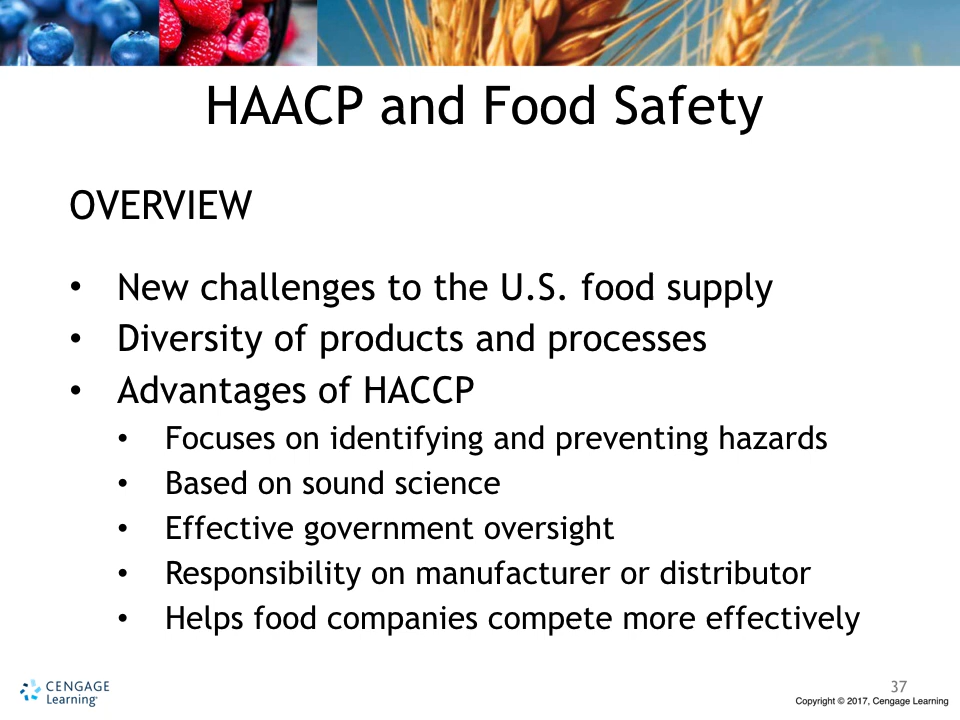 HAACP and Food Safety
OVERVIEW
• New challenges to the U.S. food supply
• Diversity of products and processes
• Advantages of HACCP
• Focuses on identifying and preventing hazards
• Based on sound science
• Effective government oversight
• Responsibility on manufacturer or distributor
• Helps food companies compete more effectively
CENGAGE
Learning
37
Copyright © 2017, Cengage Learning